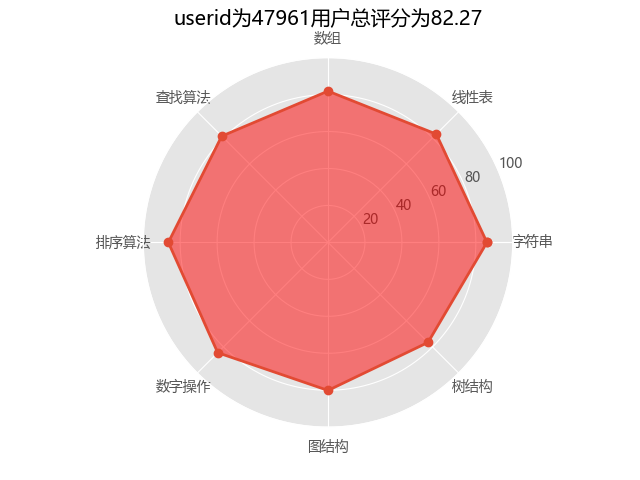 userid为47961用户总评分为82.27
数组
查找算法
线性表
100
80
60
40
20
排序算法
字符串
数字操作
树结构
图结构